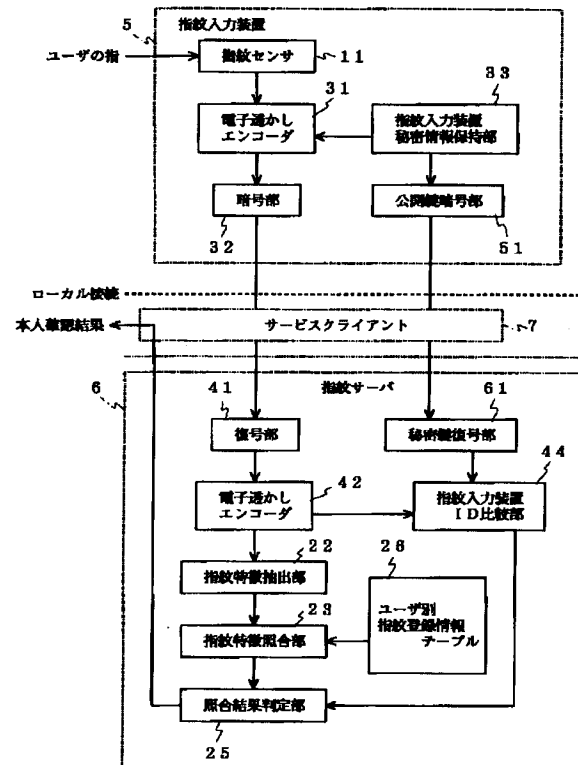 5
指紋入力装置
ユーザの指
指紋センサ
11
31
33
電子透かし
エンコーダ
指紋入力装置
秘密情報保持部
暗号部
公開鍵暗号部
32
51
ローカル接続
本人確認結果
サービスクライアント
7
6
指紋サーバ
41
61
復号部
秘密鍵復号部
42
44
電子透かし
エンコーダ
指紋入力装置
ID比較部
22
26
指紋特徴抽出部
23
ユーザ別
指紋登録情報
テーブル
指紋特徴照合部
照合結果判定部
25